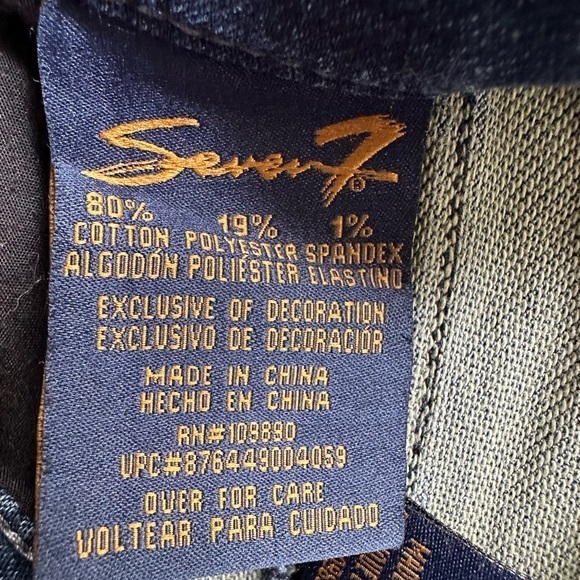 Seven7®
80% 19% 1%
COTTON POLYESTER SPANDEX
ALGODÓN POLIÉSTER ELASTINO
EXCLUSIVE OF DECORATION
EXCLUSIVO DE DECORACIÓR
MADE IN CHINA
HECHO EN CHINA
RN#109890
UPC#876449004059
OVER FOR CARE
VOLTEAR PARA CUIDADO